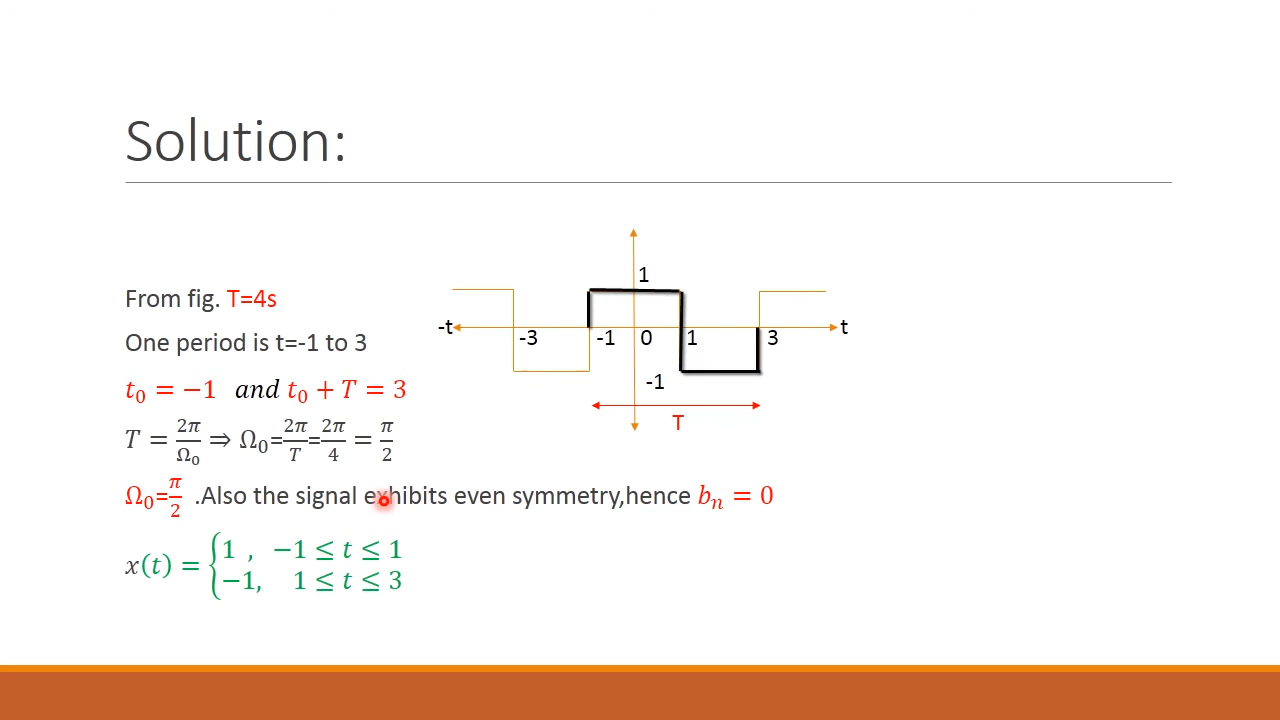 Solution:
1
From fig. T=4s
-t -3 -1 0 1 3 t
One period is t=-1 to 3
-1
t₀ = −1 and t₀ + T = 3
T
T = 2π/Ωₒ ⇒ Ω₀=2π/T=2π/4 = π/2
Ω₀=π/2 .Also the signal exhibits even symmetry,hence bₙ = 0
x(t) = {1 , −1 ≤ t ≤ 1
−1, 1 ≤ t ≤ 3